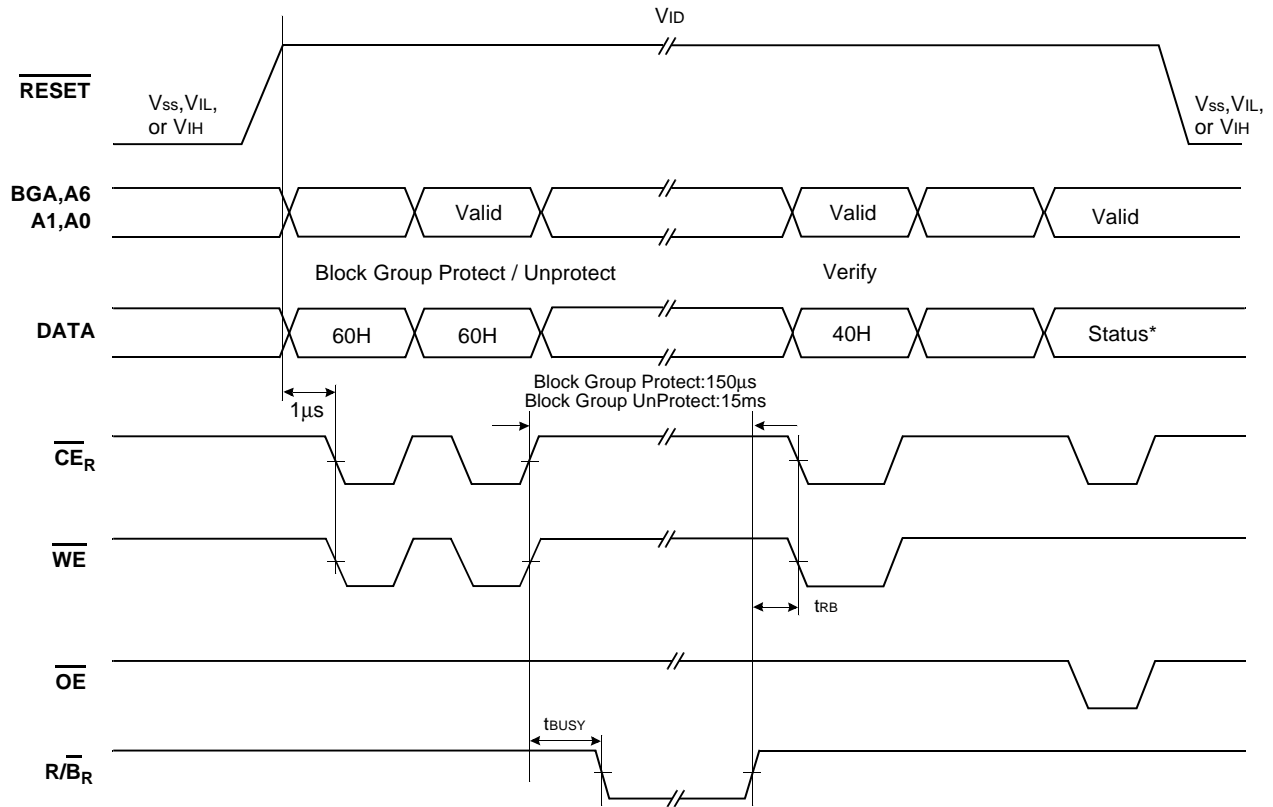 VID
RESET
Vss,VIL,
or VIH
Vss,VIL,
or VIH
BGA,A6
A1,A0
Valid
Valid
Valid
Block Group Protect / Unprotect
Verify
DATA
60H
60H
40H
Status*
1μs
Block Group Protect:150μs
Block Group UnProtect:15ms
CER
WE
tRB
OE
tBUSY
R/BR